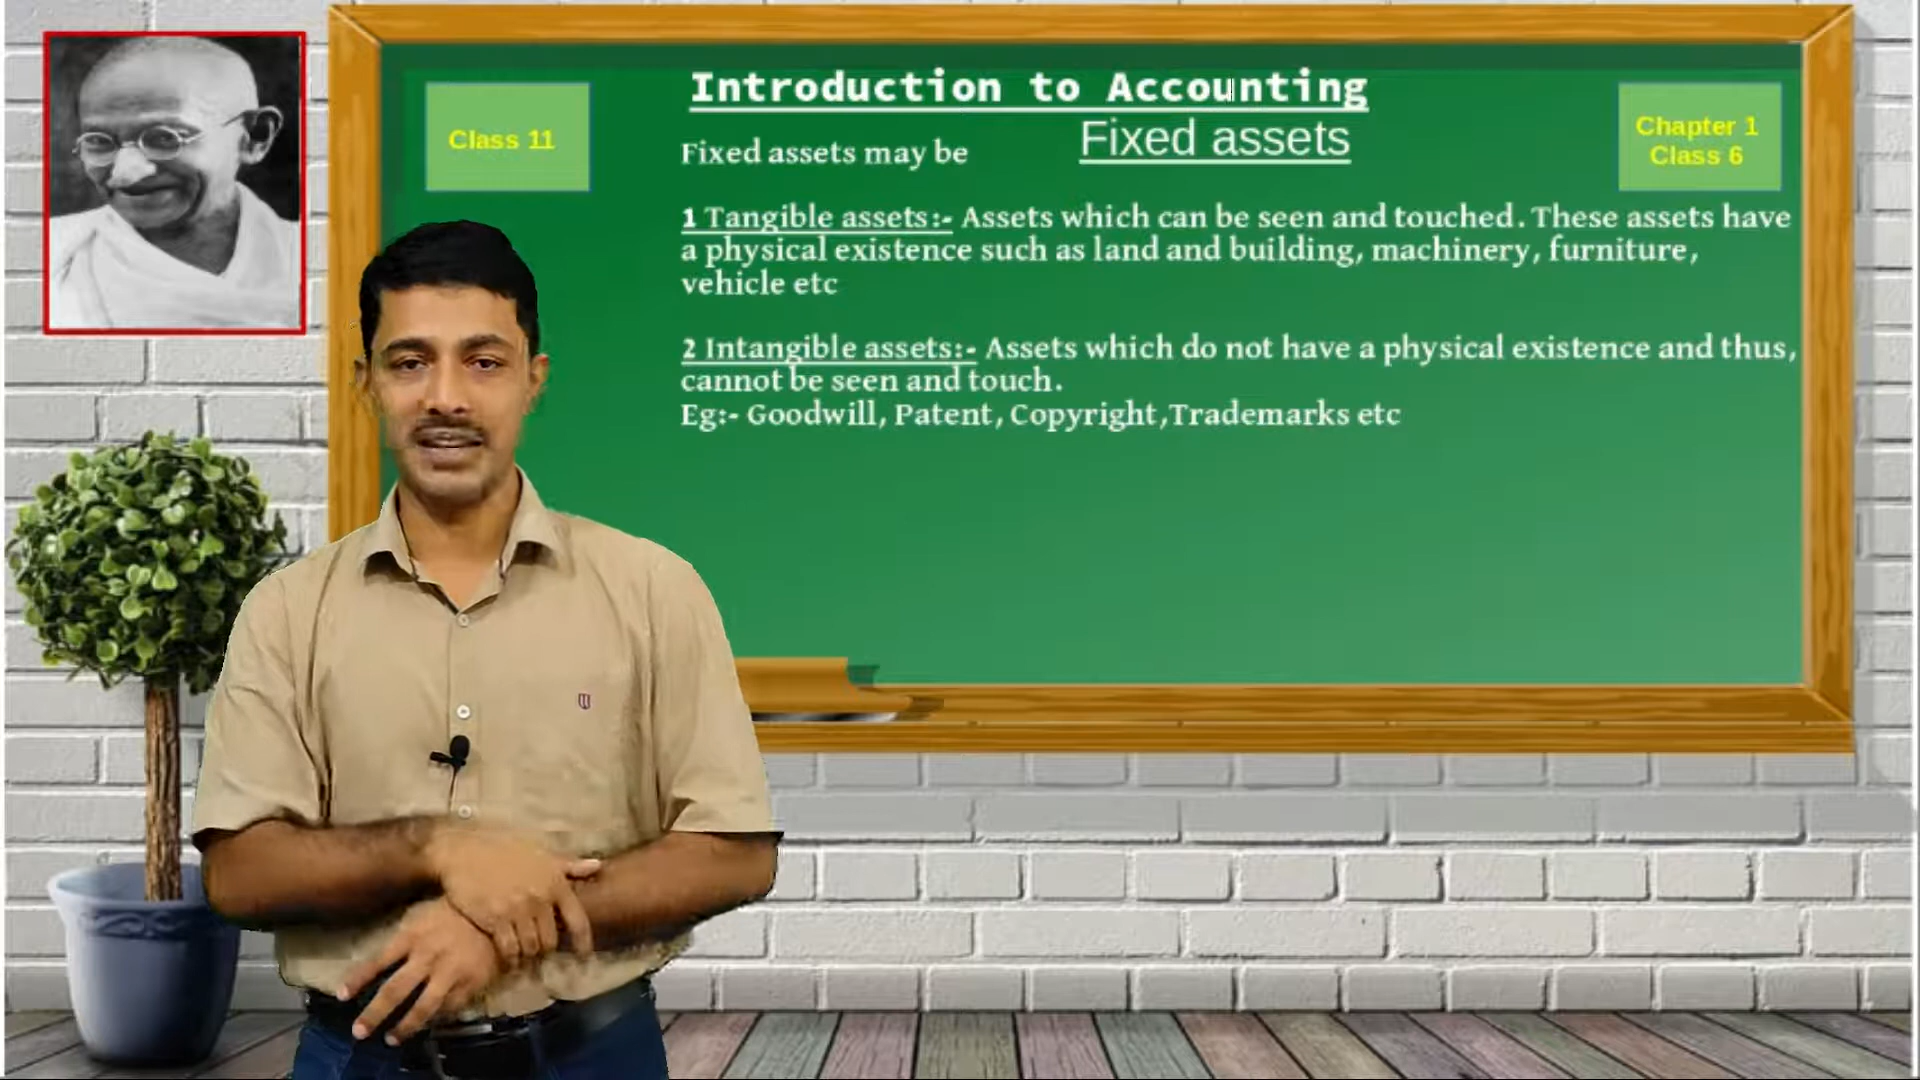 Introduction to Accounting
Class 11
Chapter 1
Class 6
Fixed assets
Fixed assets may be
1 Tangible assets:- Assets which can be seen and touched. These assets have
a physical existence such as land and building, machinery, furniture,
vehicle etc
2 Intangible assets:- Assets which do not have a physical existence and thus,
cannot be seen and touch.
Eg:- Goodwill, Patent, Copyright,Trademarks etc